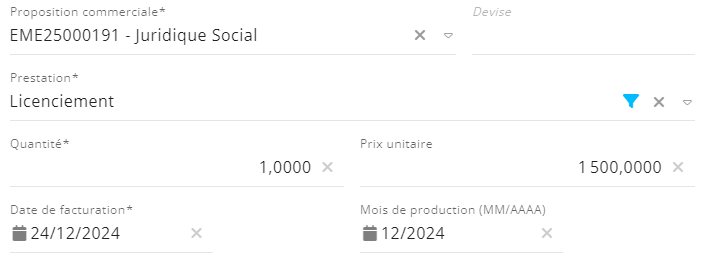 Proposition commerciale*
Devise
EME25000191 - Juridique Social
Prestation*
Licenciement
Quantité*
Prix unitaire
1,0000
1 500,0000
Date de facturation*
Mois de production (MM/AAAA)
24/12/2024
12/2024